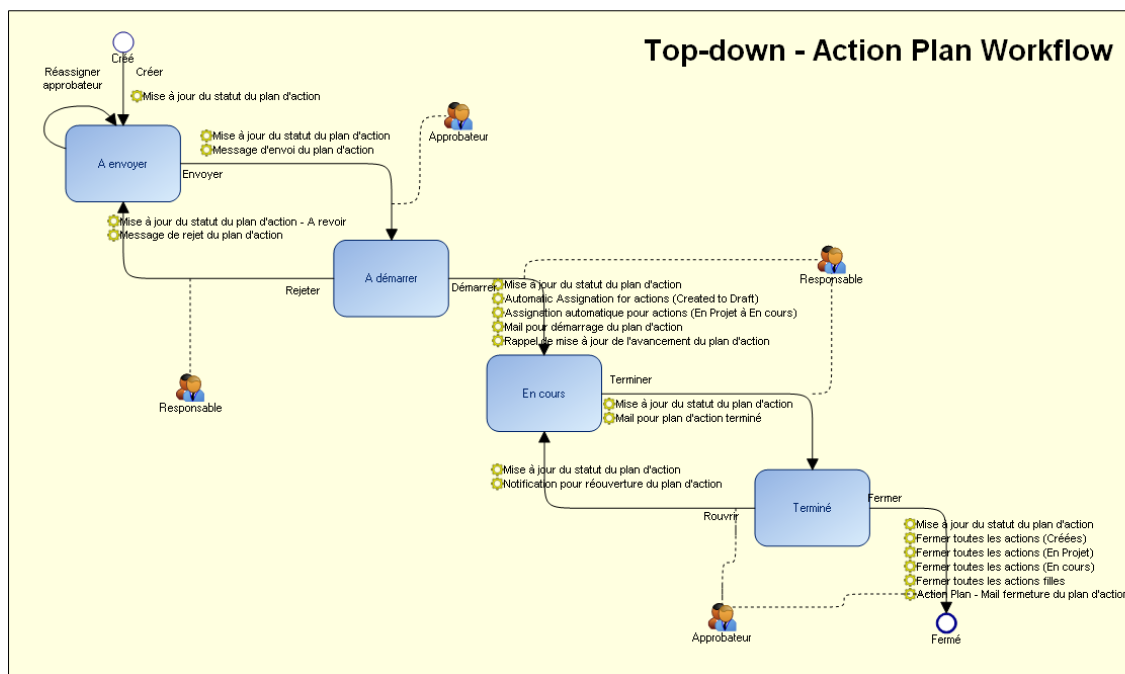 Top-down - Action Plan Workflow
Créé
Réassigner
approbateur
Créer
Mise à jour du statut du plan d'action
A envoyer
Mise à jour du statut du plan d'action
Message d'envoi du plan d'action
Envoyer
Approbateur
Mise à jour du statut du plan d'action - A revoir
Message de rejet du plan d'action
A démarrer
Rejeter
Démarrer
Responsable
Mise à jour du statut du plan d'action
Automatic Assignation for actions (Created to Draft)
Assignation automatique pour actions (En Projet à En cours)
Mail pour démarrage du plan d'action
Rappel de mise à jour de l'avancement du plan d'action
Responsable
En cours
Terminer
Mise à jour du statut du plan d'action
Mail pour plan d'action terminé
Mise à jour du statut du plan d'action
Notification pour réouverture du plan d'action
Rouvrir
Terminé
Fermer
Mise à jour du statut du plan d'action
Fermer toutes les actions (Créées)
Fermer toutes les actions (En Projet)
Fermer toutes les actions (En cours)
Fermer toutes les actions filles
Action Plan - Mail fermeture du plan d'action
Approbateur
Fermé